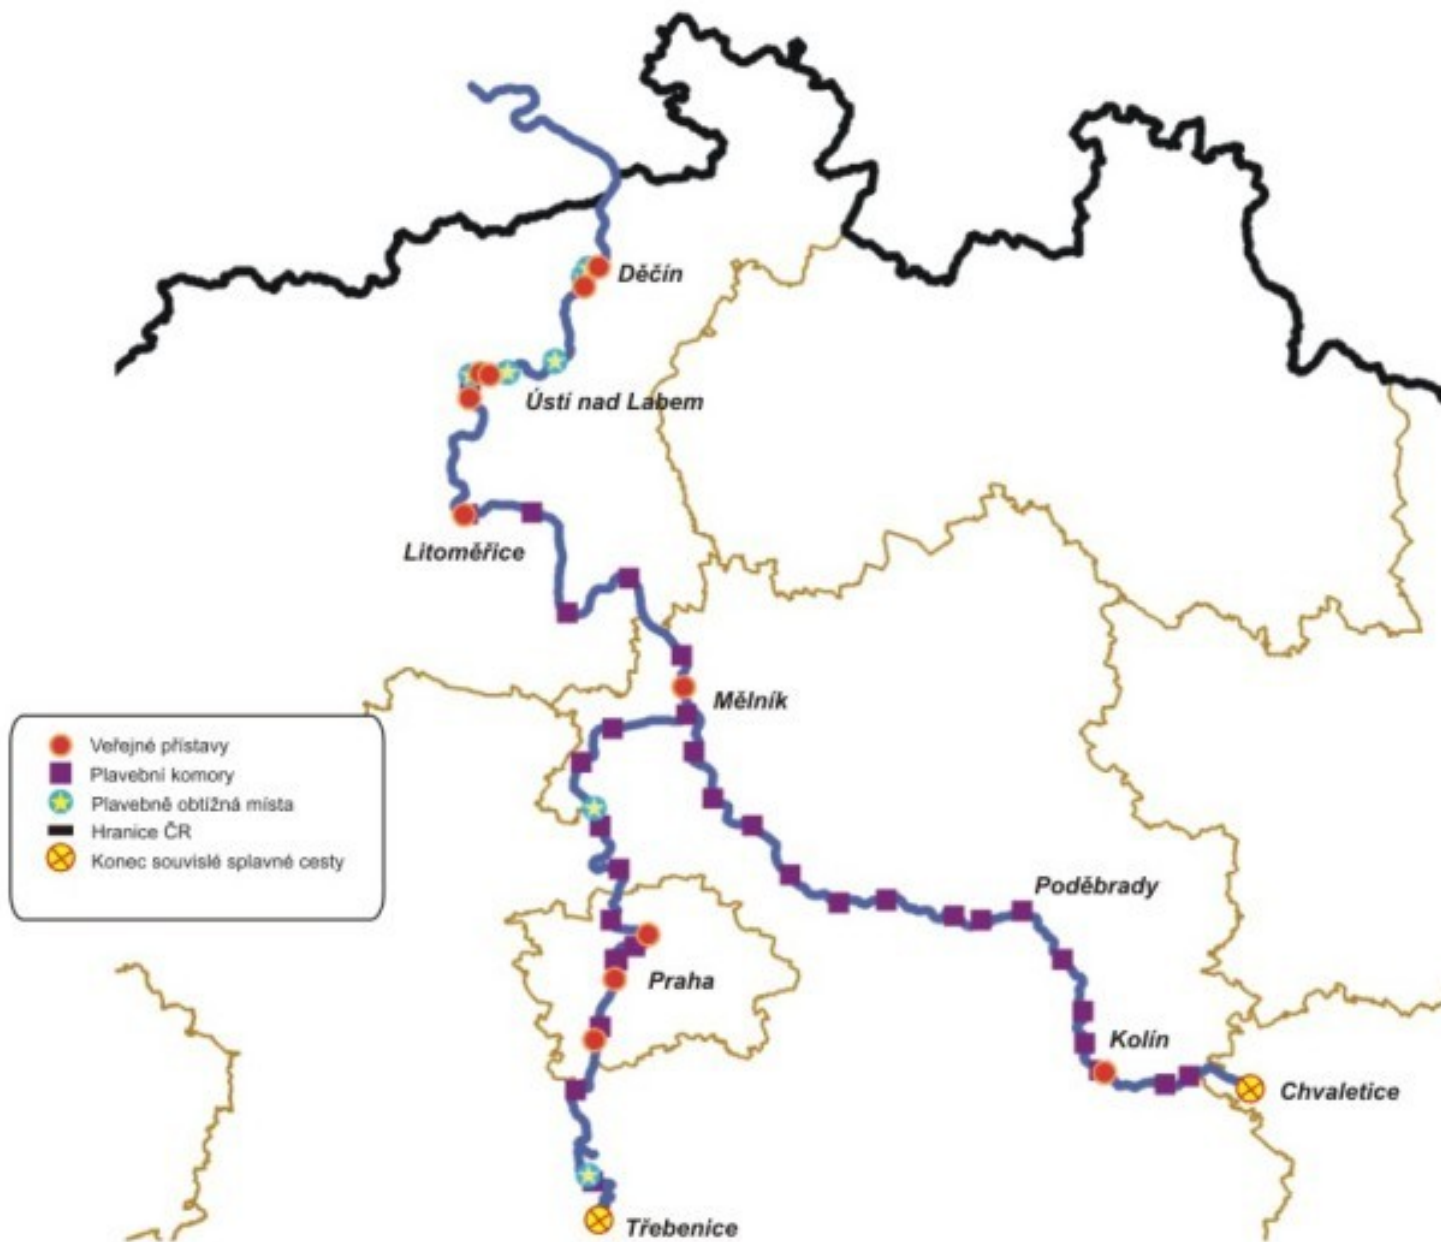 Děčín
Ústí nad Labem
Litoměřice
Mělník
Veřejné přístavy
Plavební komory
Plavebně obtížná místa
Hranice ČR
Konec souvislé splavné cesty
Poděbrady
Praha
Kolín
Chvaletice
Třebenice